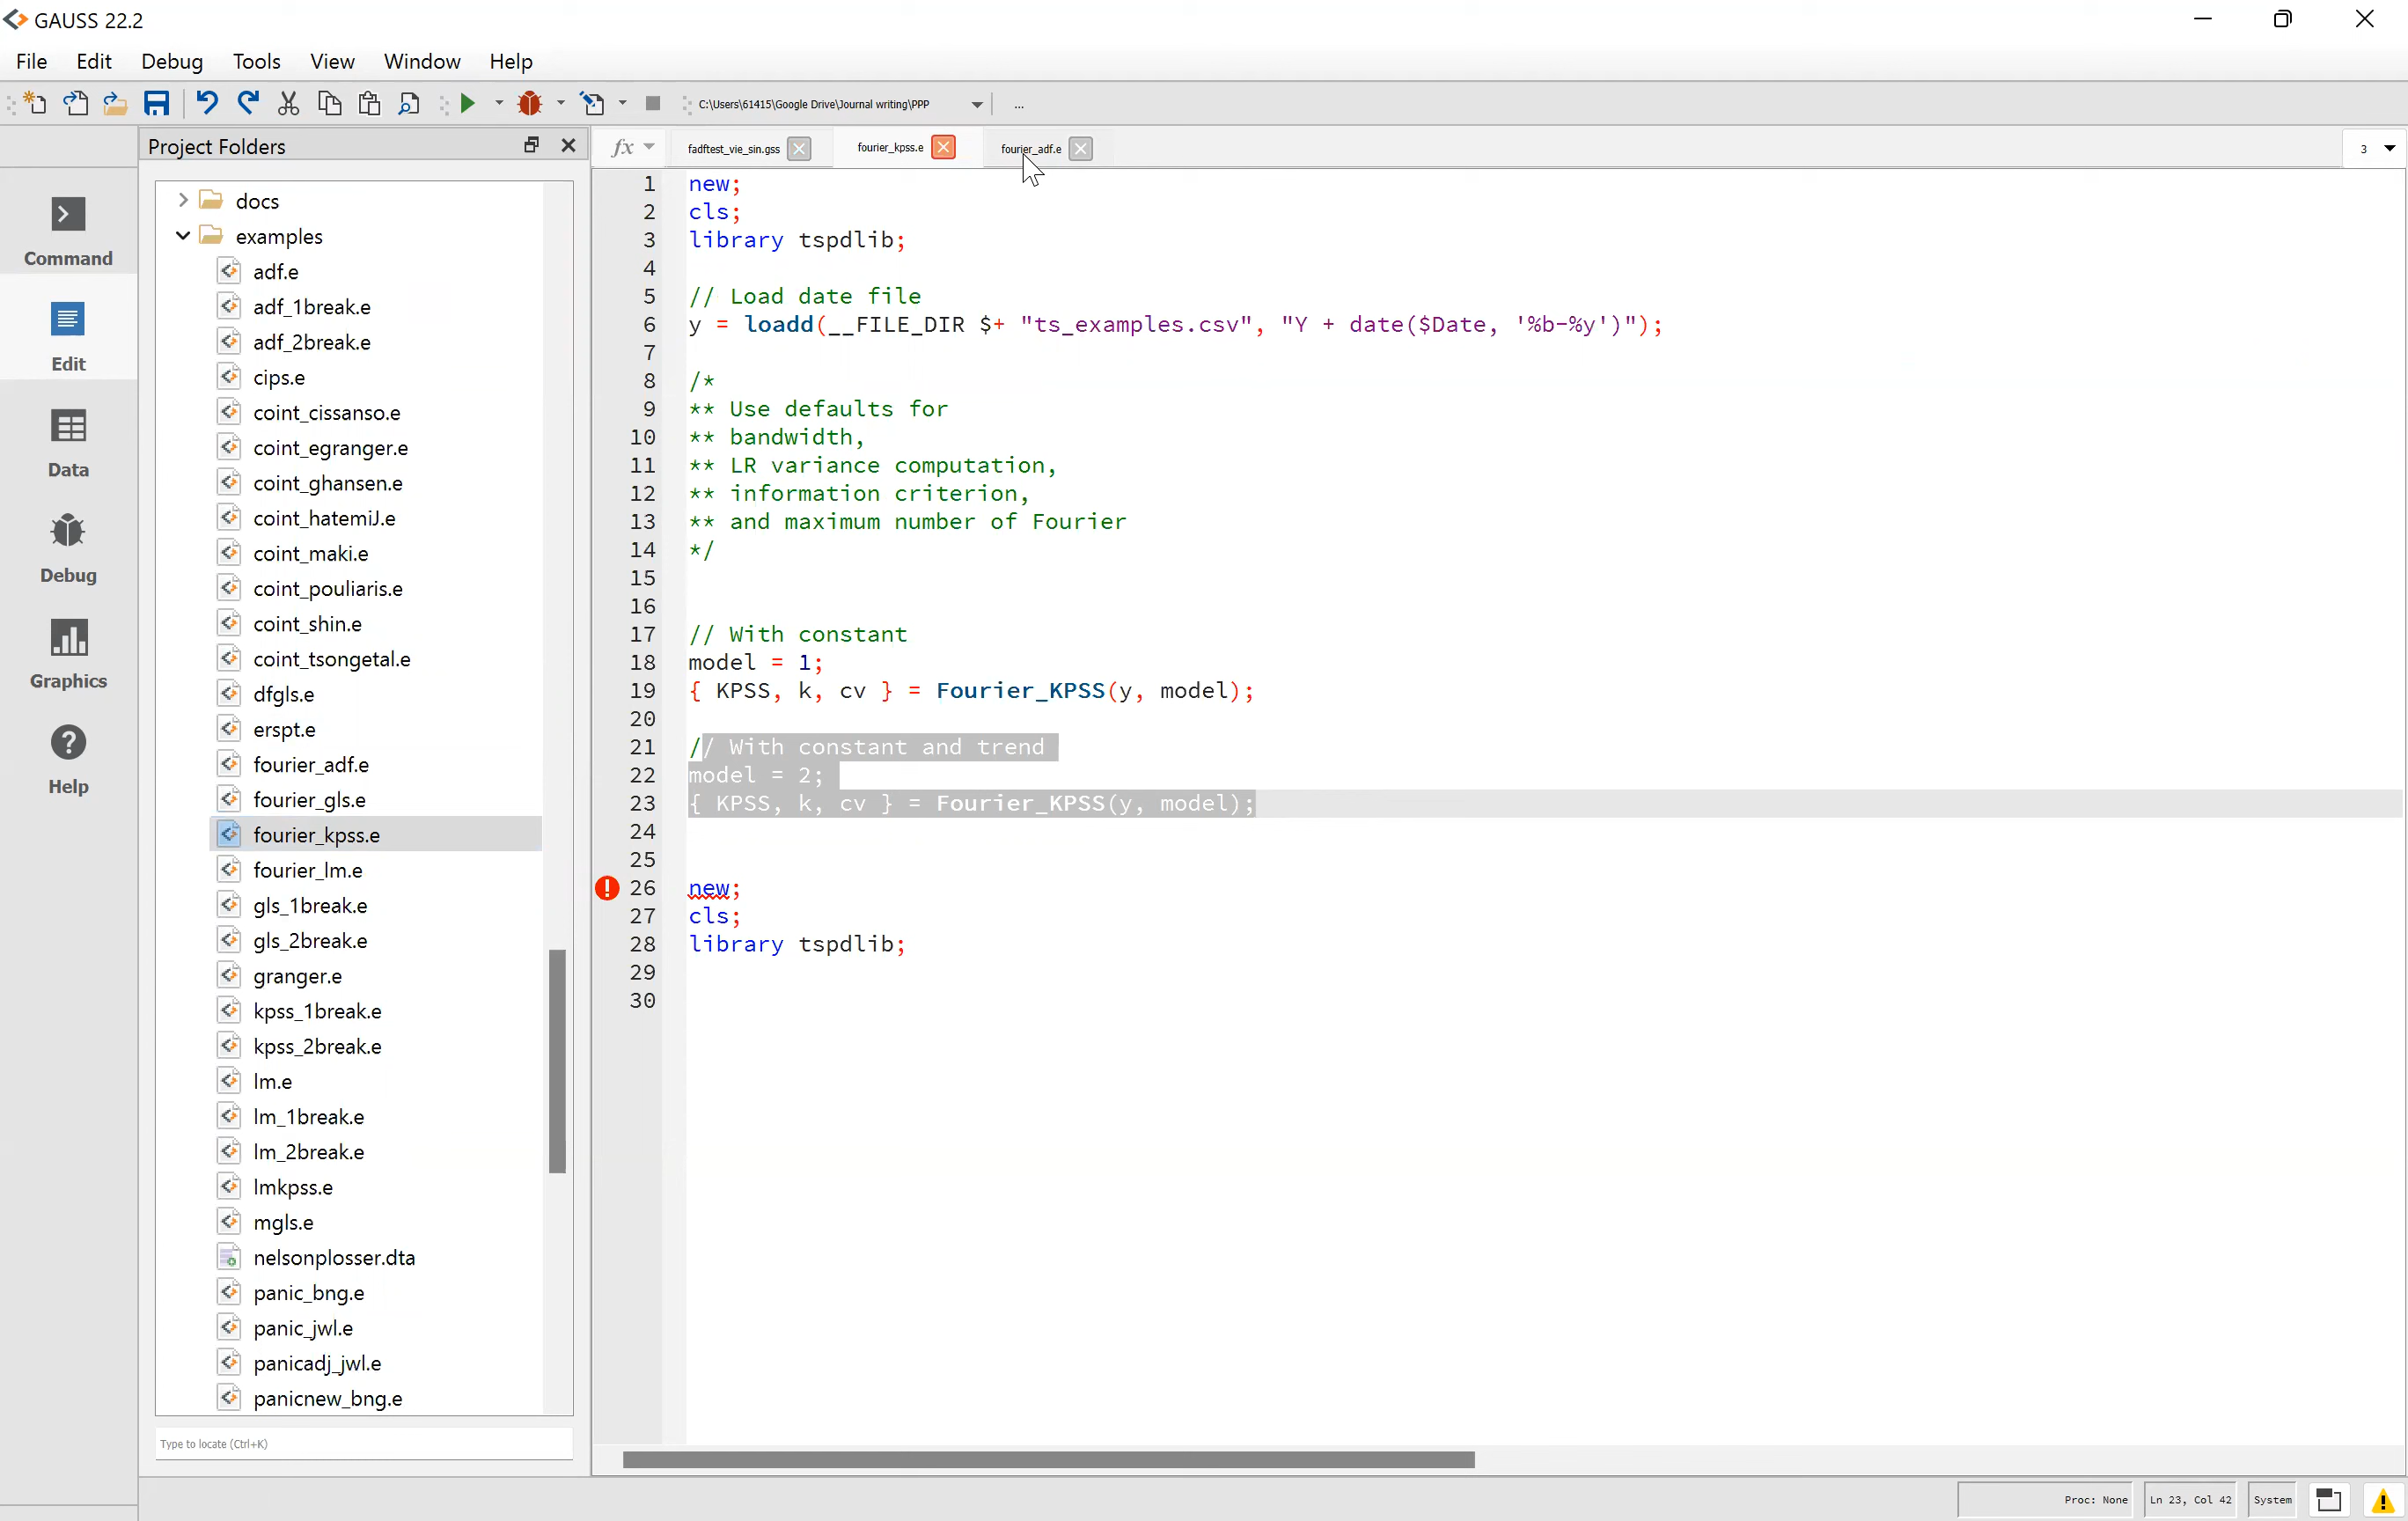 GAUSS 22.2
File Edit Debug Tools View Window Help
C:\Users\61415\Google Drive\Journal writing\PPP ...
Project Folders
fx fadftest_vie_sin.gss fourier_kpss.e fourier_adf.e 3
Command
Edit
Data
Debug
Graphics
Help
docs
examples
adf.e
adf_1break.e
adf_2break.e
cips.e
coint_cissanso.e
coint_egranger.e
coint_ghansen.e
coint_hatemiJ.e
coint_maki.e
coint_pouliaris.e
coint_shin.e
coint_tsongetal.e
dfgls.e
erspt.e
fourier_adf.e
fourier_gls.e
fourier_kpss.e
fourier_lm.e
gls_1break.e
gls_2break.e
granger.e
kpss_1break.e
kpss_2break.e
lm.e
lm_1break.e
lm_2break.e
lmkpss.e
mgls.e
nelsonplosser.dta
panic_bng.e
panic_jwl.e
panicadj_jwl.e
panicnew_bng.e
Type to locate (Ctrl+K)
1 new;
2 cls;
3 library tspdlib;
4
5 // Load date file
6 y = loadd(__FILE_DIR $+ "ts_examples.csv", "Y + date($Date, '%b-%y')");
7
8 /*
9 ** Use defaults for
10 ** bandwidth,
11 ** LR variance computation,
12 ** information criterion,
13 ** and maximum number of Fourier
14 */
15
16
17 // With constant
18 model = 1;
19 { KPSS, k, cv } = Fourier_KPSS(y, model);
20
21 // With constant and trend
22 model = 2;
23 { KPSS, k, cv } = Fourier_KPSS(y, model);
24
25
26 new;
27 cls;
28 library tspdlib;
29
30
Proc: None Ln 23, Col 42 System